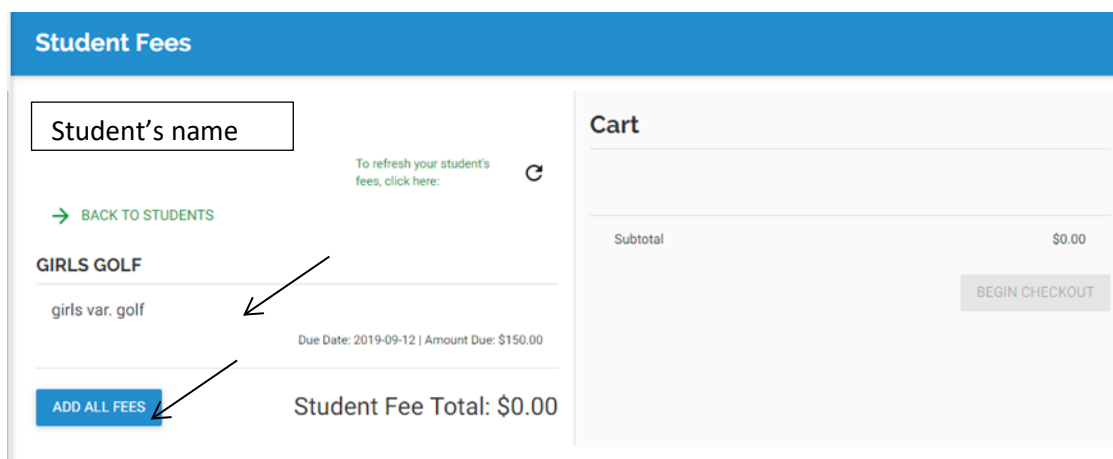 Student Fees
Student's name
To refresh your student's
fees, click here:
BACK TO STUDENTS
GIRLS GOLF
girls var. golf
Due Date: 2019-09-12 | Amount Due: $150.00
ADD ALL FEES
Student Fee Total: $0.00
Cart
Subtotal
$0.00
BEGIN CHECKOUT